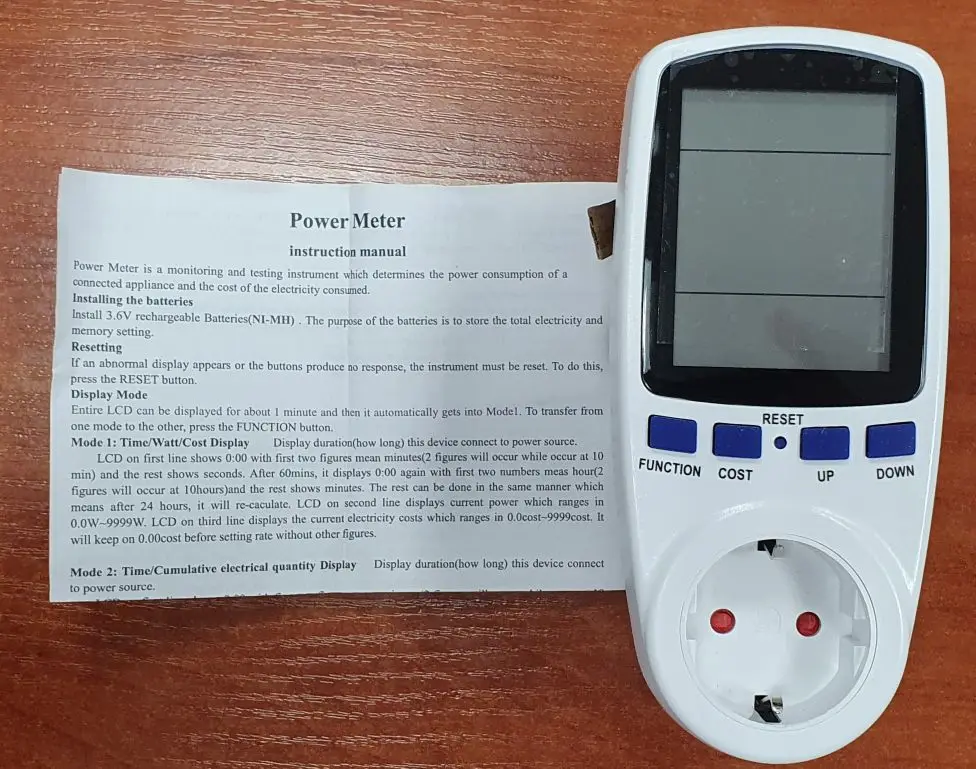 Power Meter
instruction manual
Power Meter is a monitoring and testing instrument which determines the power consumption of a
connected appliance and the cost of the electricity consumed.
Installing the batteries
Install 3.6V rechargeable Batteries(NI-MH) . The purpose of the batteries is to store the total electricity and
memory setting.
Resetting
If an abnormal display appears or the buttons produce no response, the instrument must be reset. To do this,
press the RESET button.
Display Mode
Entire LCD can be displayed for about 1 minute and then it automatically gets into Mode1. To transfer from
one mode to the other, press the FUNCTION button.
Mode 1: Time/Watt/Cost Display Display duration(how long) this device connect to power source.
LCD on first line shows 0:00 with first two figures mean minutes(2 figures will occur while occur at 10
min) and the rest shows seconds. After 60mins, it displays 0:00 again with first two numbers meas hour(2
figures will occur at 10hours)and the rest shows minutes. The rest can be done in the same manner which
means after 24 hours, it will re-caculate. LCD on second line displays current power which ranges in
0.0W~9999W. LCD on third line displays the current electricity costs which ranges in 0.0cost~9999cost. It
will keep on 0.00cost before setting rate without other figures.
Mode 2: Time/Cumulative electrical quantity Display Display duration(how long) this device connect
to power source.
RESET
FUNCTION
COST
UP
DOWN